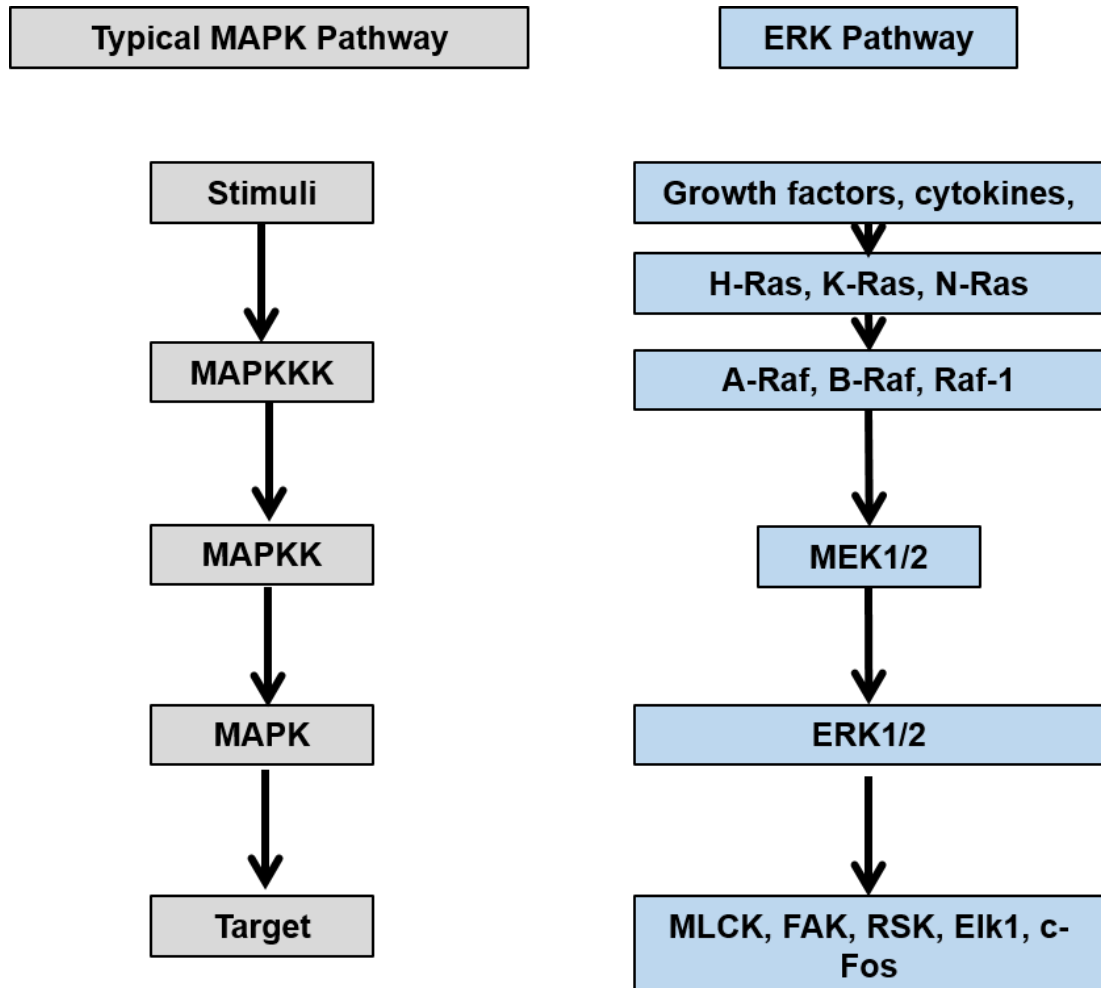 Typical MAPK Pathway
ERK Pathway
Stimuli
MAPKKK
MAPKK
MAPK
Target
Growth factors, cytokines,
H-Ras, K-Ras, N-Ras
A-Raf, B-Raf, Raf-1
MEK1/2
ERK1/2
MLCK, FAK, RSK, Elk1, c-
Fos